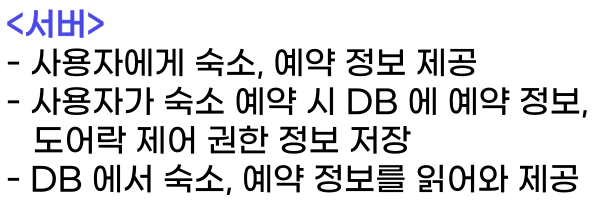 <서버>
- 사용자에게 숙소, 예약 정보 제공
- 사용자가 숙소 예약 시 DB 에 예약 정보,
도어락 제어 권한 정보 저장
- DB 에서 숙소, 예약 정보를 읽어와 제공